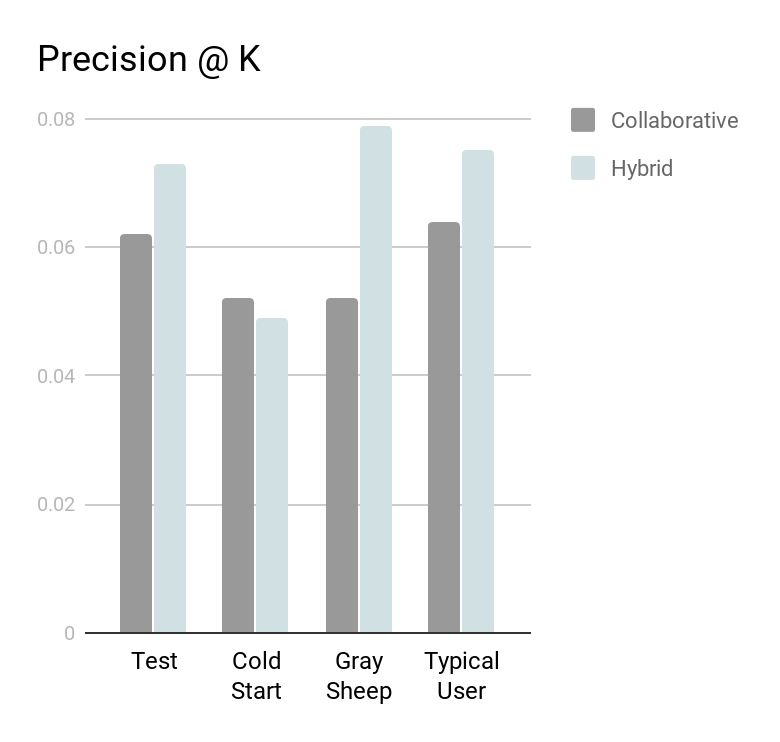 Precision @ K
0.08
0.06
0.04
0.02
0
Test
Cold
Start
Gray
Sheep
Typical
User
Collaborative
Hybrid